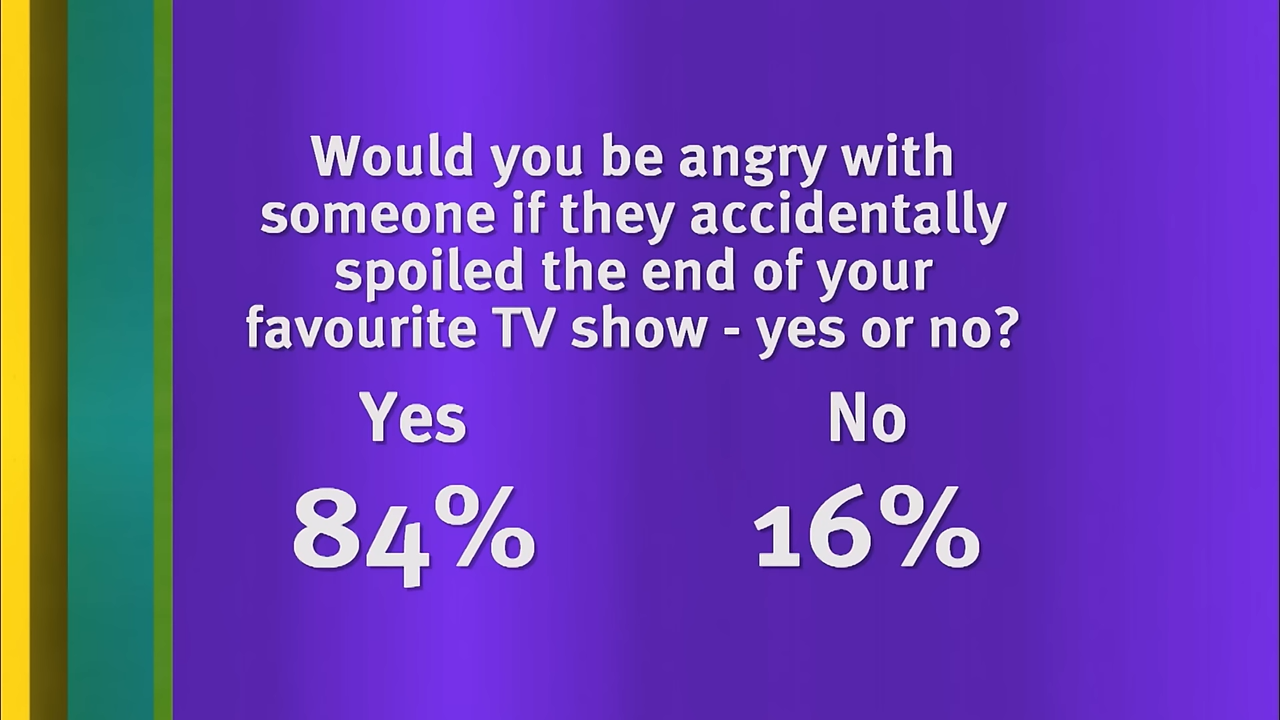 Would you be angry with
someone if they accidentally
spoiled the end of your
favourite TV show - yes or no?
Yes No
84% 16%